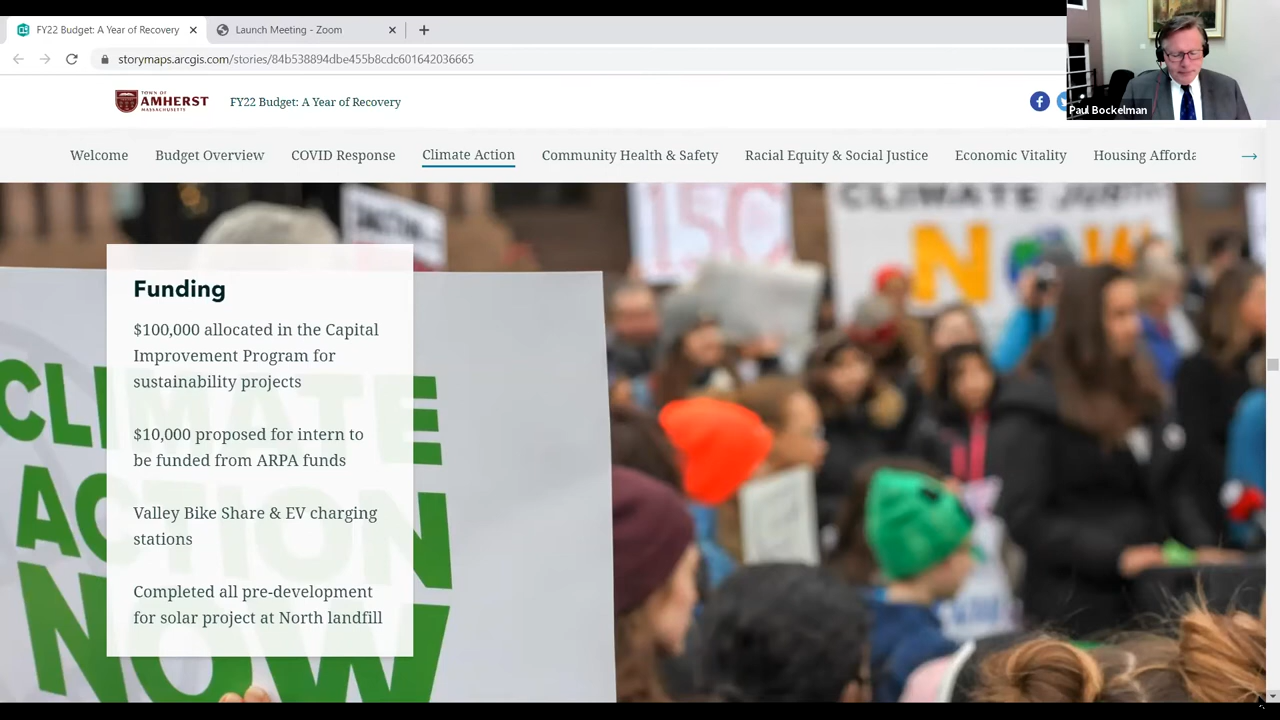 FY22 Budget: A Year of Recovery
Launch Meeting - Zoom
storymaps.arcgis.com/stories/84b538894dbe455b8cdc601642036665
Paul Bockelman
TOWN OF
AMHERST
MASSACHUSETTS
FY22 Budget: A Year of Recovery
Welcome
Budget Overview
COVID Response
Climate Action
Community Health & Safety
Racial Equity & Social Justice
Economic Vitality
Housing Afforda
CLIMATE
NOW
Funding
$100,000 allocated in the Capital
Improvement Program for
sustainability projects
$10,000 proposed for intern to
be funded from ARPA funds
Valley Bike Share & EV charging
stations
Completed all pre-development
for solar project at North landfill
CLIMATE
ACTION
NOW